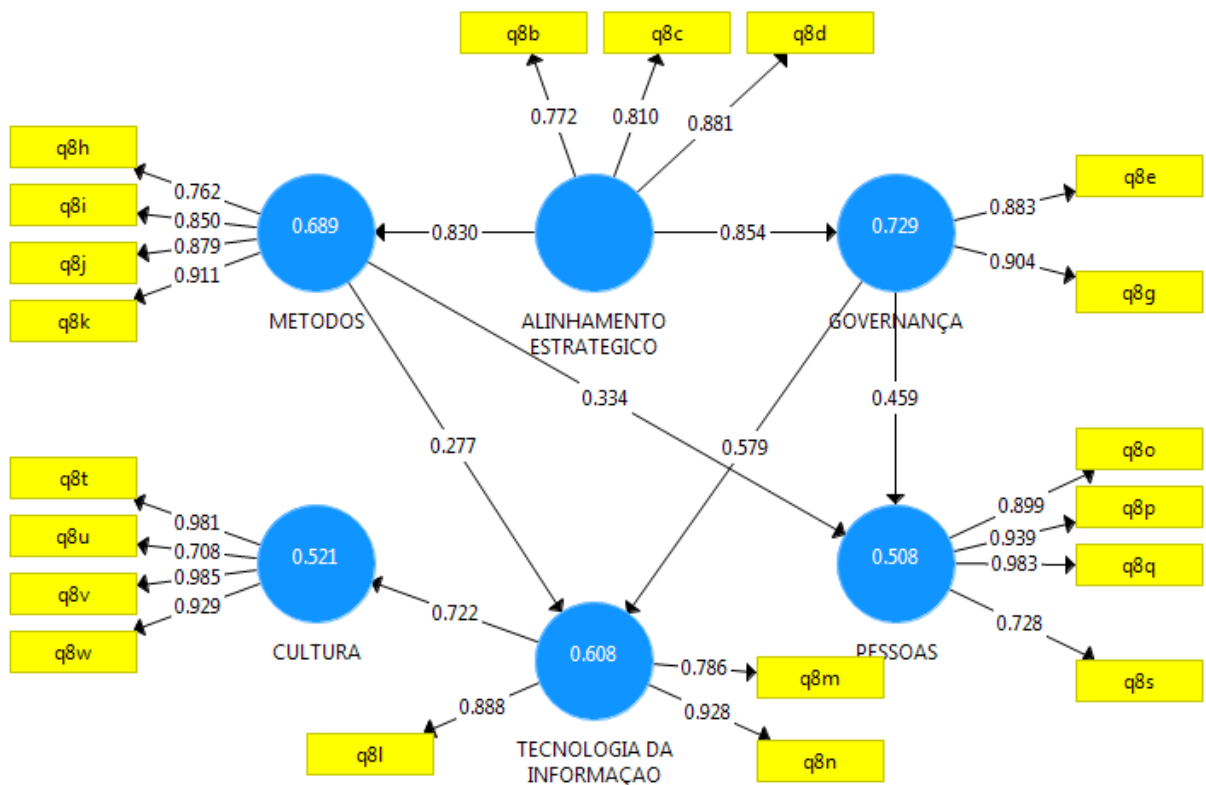 q8b
q8c
q8d
0.772
0.810
0.881
q8h
q8i
q8j
q8k
0.762
0.850
0.879
0.911
0.689
METODOS
0.830
ALINHAMENTO
ESTRATEGICO
0.854
0.729
GOVERNANÇA
0.883
0.904
q8e
q8g
0.334
0.459
0.277
0.579
q8t
q8u
q8v
q8w
0.981
0.708
0.985
0.929
0.521
CULTURA
0.722
0.608
TECNOLOGIA DA
INFORMAÇAO
0.888
q8l
0.786
q8m
0.928
q8n
0.508
PESSOAS
0.899
0.939
0.983
0.728
q8o
q8p
q8q
q8s